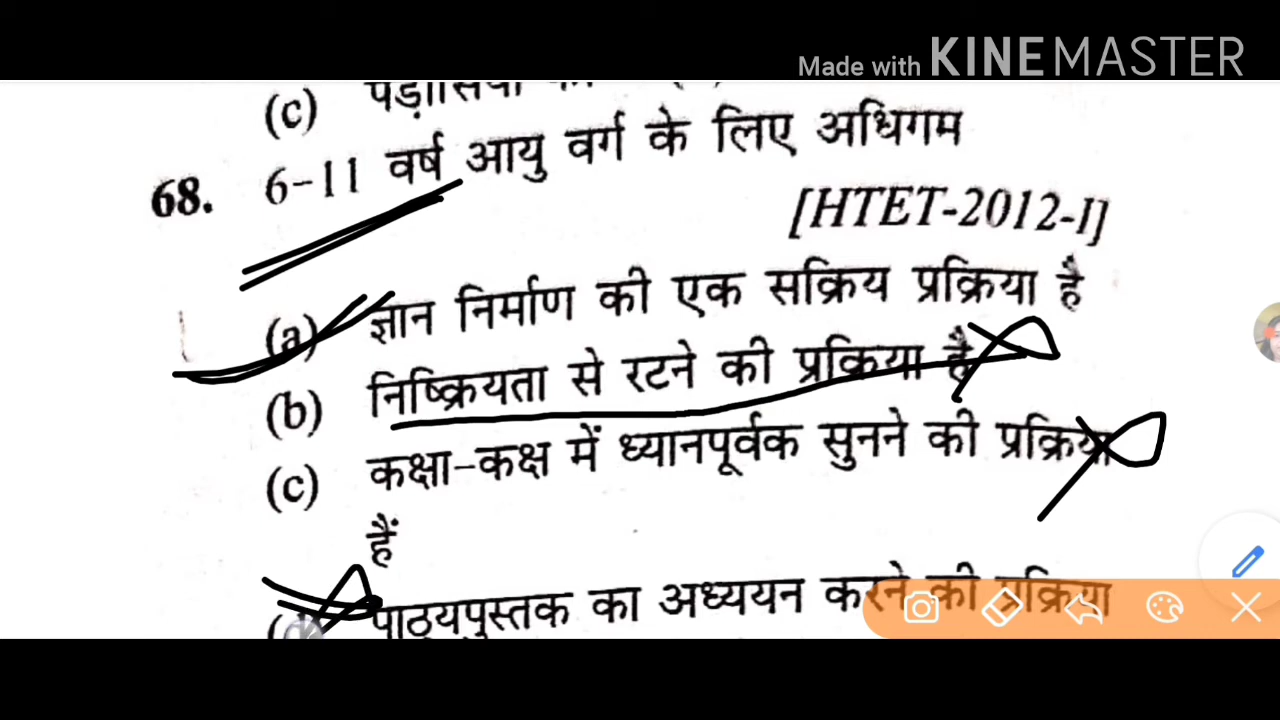 Made with KINEMASTER
(c)
68. 6-11 वर्ष आयु वर्ग के लिए अधिगम
[HTET-2012-I]
(a) ज्ञान निर्माण की एक सक्रिय प्रक्रिया है
(b) निष्क्रियता से रटने की प्रक्रिया है
(c) कक्षा-कक्ष में ध्यानपूर्वक सुनने की प्रक्रिया
हैं
पाठ्यपुस्तक का अध्ययन करने की प्रक्रिया